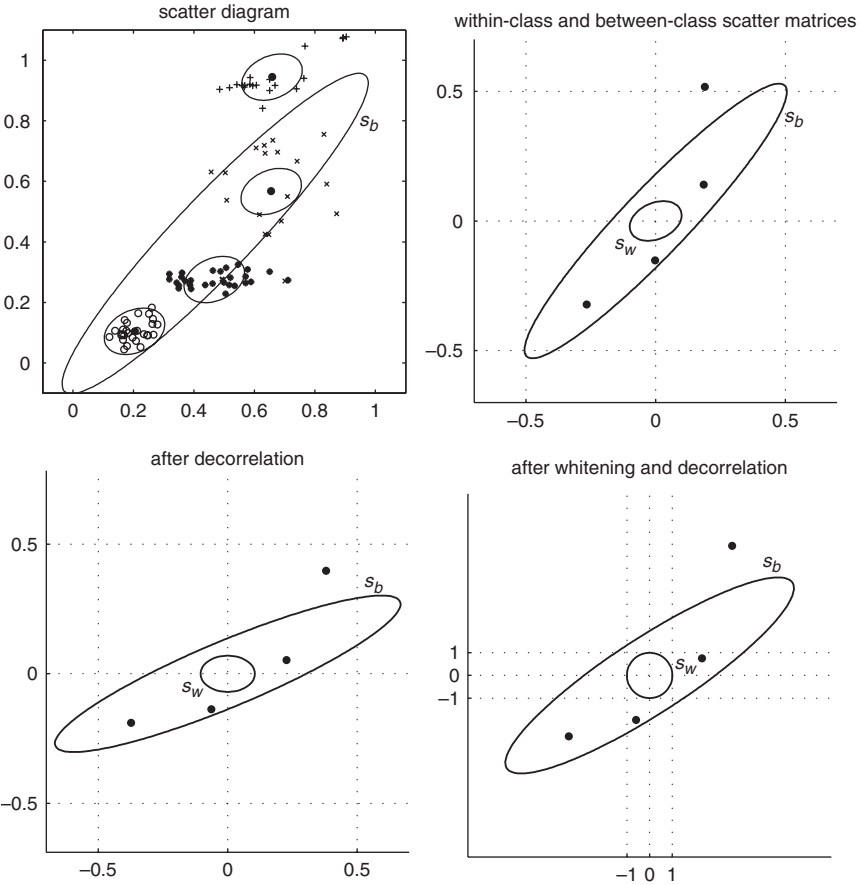 scatter diagram
1
0.8
0.6
0.4
0.2
0
0 0.2 0.4 0.6 0.8 1
s_b
within-class and between-class scatter matrices
0.5
0
−0.5
−0.5 0 0.5
s_b
s_w
after decorrelation
0.5
0
−0.5
−0.5 0 0.5
s_b
s_w
after whitening and decorrelation
1
0
−1
−1 0 1
s_b
s_w